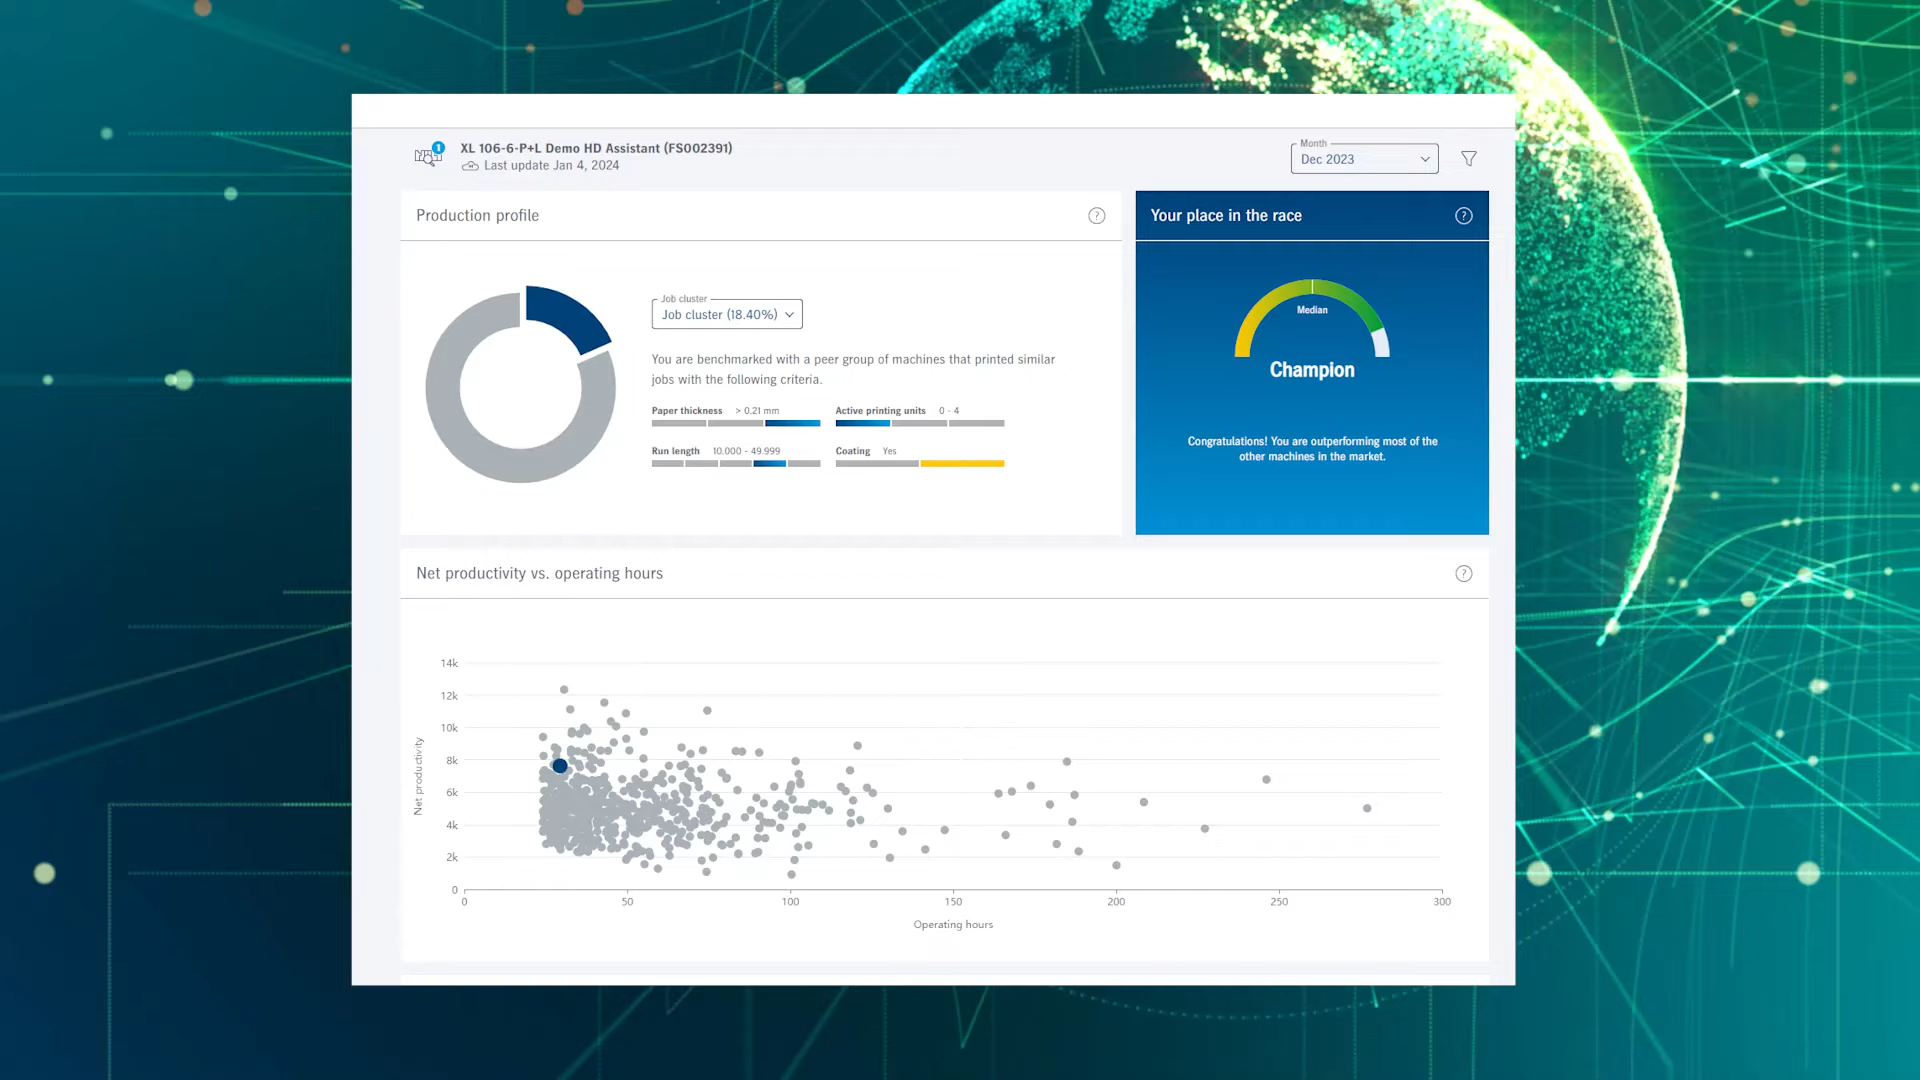 1
XL 106-6-P+L Demo HD Assistant (FS002391)
Last update Jan 4, 2024
Month
Dec 2023
Production profile
?
Job cluster
Job cluster (18.40%)
You are benchmarked with a peer group of machines that printed similar
jobs with the following criteria.
Paper thickness > 0.21 mm
Active printing units 0 - 4
Run length 10.000 - 49.999
Coating Yes
Your place in the race
?
Median
Champion
Congratulations! You are outperforming most of the
other machines in the market.
Net productivity vs. operating hours
?
Net productivity
14k
12k
10k
8k
6k
4k
2k
0
0 50 100 150 200 250 300
Operating hours